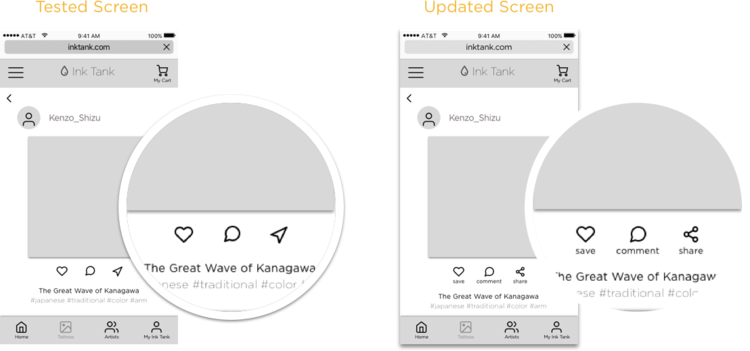 Tested Screen
Updated Screen
AT&T 9:41 AM 100%
inktank.com
Ink Tank
My Cart
Kenzo_Shizu
The Great Wave of Kanagawa
#japanese #traditional #color #arm
Home Tattoos Artists My Ink Tank
The Great Wave of Kanagawa
panese #traditional #color #a
AT&T 9:41 AM 100%
inktank.com
Ink Tank
My Cart
Kenzo_Shizu
save comment share
The Great Wave of Kanagawa
#japanese #traditional #color #arm
Home Tattoos Artists My Ink Tank
save comment share
The Great Wave of Kanagaw
ese #traditional #colo